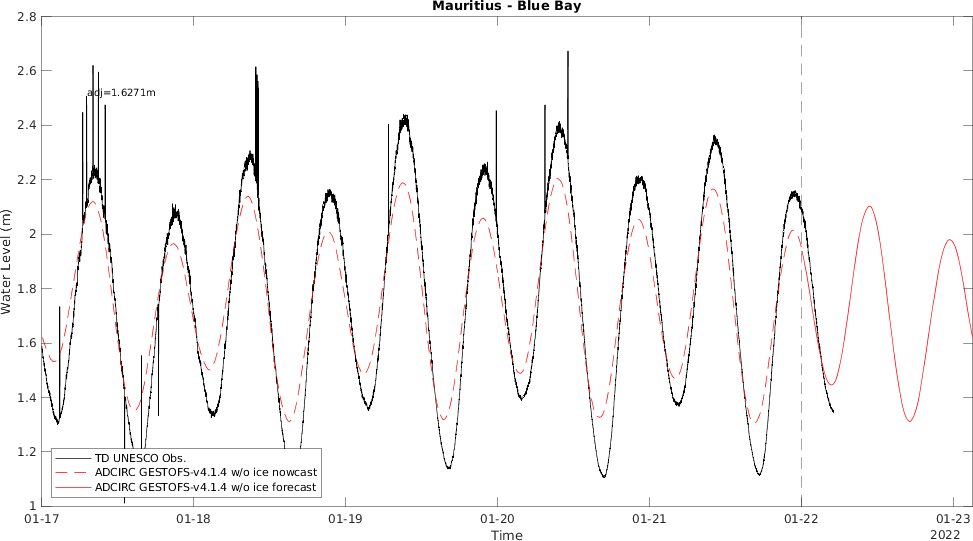 Mauritius - Blue Bay
2.8
2.6
2.4
2.2
2
1.8
1.6
1.4
1.2
1
Water Level (m)
adj=1.6271m
TD UNESCO Obs.
ADCIRC GESTOFS-v4.1.4 w/o ice nowcast
ADCIRC GESTOFS-v4.1.4 w/o ice forecast
01-17 01-18 01-19 01-20 01-21 01-22 01-23
Time
2022